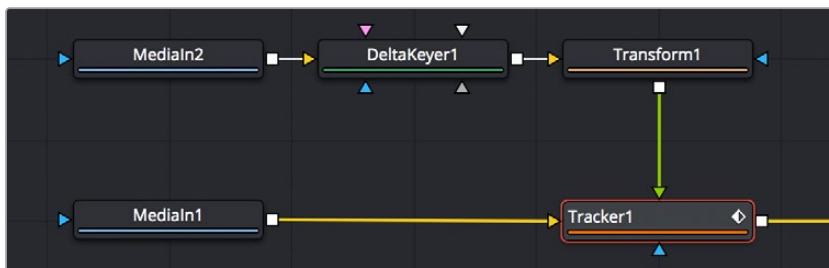 MediaIn2
DeltaKeyer1
Transform1
MediaIn1
Tracker1